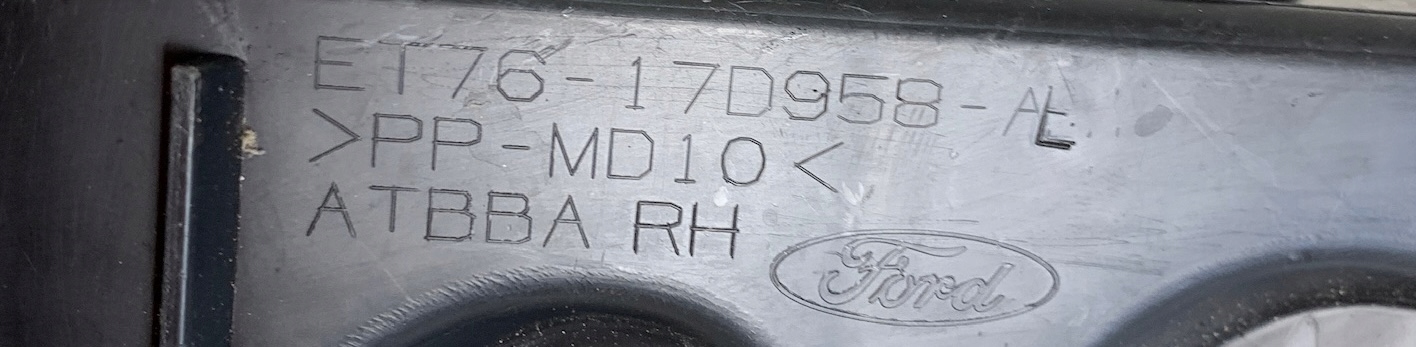 ET76-17D958-AL
>PP-MD10<
ATBBA RH
Ford